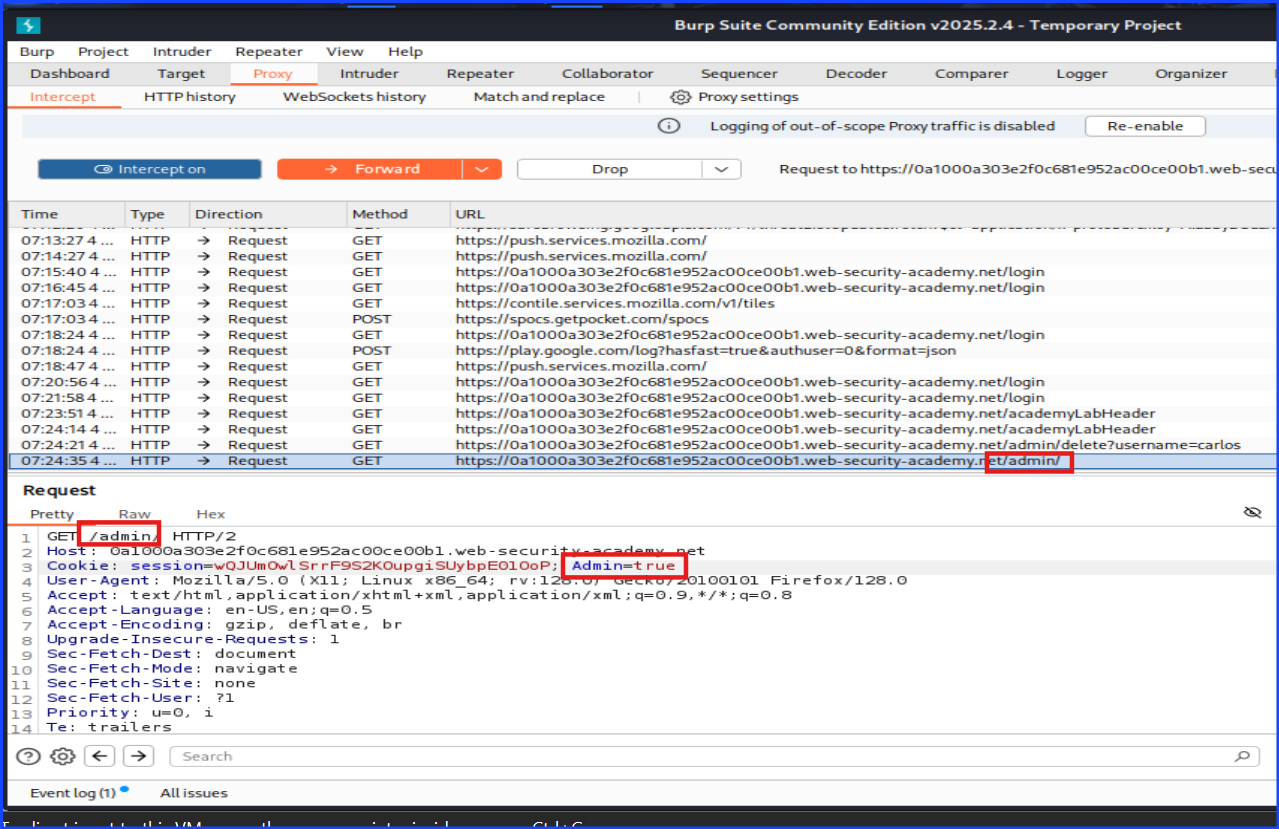 Burp Suite Community Edition v2025.2.4 - Temporary Project
Burp Project Intruder Repeater View Help
Dashboard Target Proxy Intruder Repeater Collaborator Sequencer Decoder Comparer Logger Organizer
Intercept HTTP history WebSockets history Match and replace Proxy settings
Logging of out-of-scope Proxy traffic is disabled Re-enable
Intercept on Forward Drop Request to https://0a1000a303e2f0c681e952ac00ce00b1.web-secu
Time Type Direction Method URL
07:13:27 4 ... HTTP → Request GET https://push.services.mozilla.com/
07:14:27 4 ... HTTP → Request GET https://push.services.mozilla.com/
07:15:40 4 ... HTTP → Request GET https://0a1000a303e2f0c681e952ac00ce00b1.web-security-academy.net/login
07:16:45 4 ... HTTP → Request GET https://0a1000a303e2f0c681e952ac00ce00b1.web-security-academy.net/login
07:17:03 4 ... HTTP → Request GET https://contile.services.mozilla.com/v1/tiles
07:17:03 4 ... HTTP → Request POST https://spocs.getpocket.com/spocs
07:18:24 4 ... HTTP → Request GET https://0a1000a303e2f0c681e952ac00ce00b1.web-security-academy.net/login
07:18:24 4 ... HTTP → Request POST https://play.google.com/log?hasfast=true&authuser=0&format=json
07:18:47 4 ... HTTP → Request GET https://push.services.mozilla.com/
07:20:56 4 ... HTTP → Request GET https://0a1000a303e2f0c681e952ac00ce00b1.web-security-academy.net/login
07:21:58 4 ... HTTP → Request GET https://0a1000a303e2f0c681e952ac00ce00b1.web-security-academy.net/login
07:23:51 4 ... HTTP → Request GET https://0a1000a303e2f0c681e952ac00ce00b1.web-security-academy.net/academyLabHeader
07:24:14 4 ... HTTP → Request GET https://0a1000a303e2f0c681e952ac00ce00b1.web-security-academy.net/academyLabHeader
07:24:21 4 ... HTTP → Request GET https://0a1000a303e2f0c681e952ac00ce00b1.web-security-academy.net/admin/delete?username=carlos
07:24:35 4 ... HTTP → Request GET https://0a1000a303e2f0c681e952ac00ce00b1.web-security-academy.net/admin/
Request
Pretty Raw Hex
1 GET /admin/ HTTP/2
2 Host: 0a1000a303e2f0c681e952ac00ce00b1.web-security-academy.net
3 Cookie: session=wQJUmOwlSrrF9S2KOupgiSUybpEO1OoP; Admin=true
4 User-Agent: Mozilla/5.0 (X11; Linux x86_64; rv:128.0) Gecko/20100101 Firefox/128.0
5 Accept: text/html,application/xhtml+xml,application/xml;q=0.9,*/*;q=0.8
6 Accept-Language: en-US,en;q=0.5
7 Accept-Encoding: gzip, deflate, br
8 Upgrade-Insecure-Requests: 1
9 Sec-Fetch-Dest: document
10 Sec-Fetch-Mode: navigate
11 Sec-Fetch-Site: none
12 Sec-Fetch-User: ?1
13 Priority: u=0, i
14 Te: trailers
Search
Event log (1) All issues